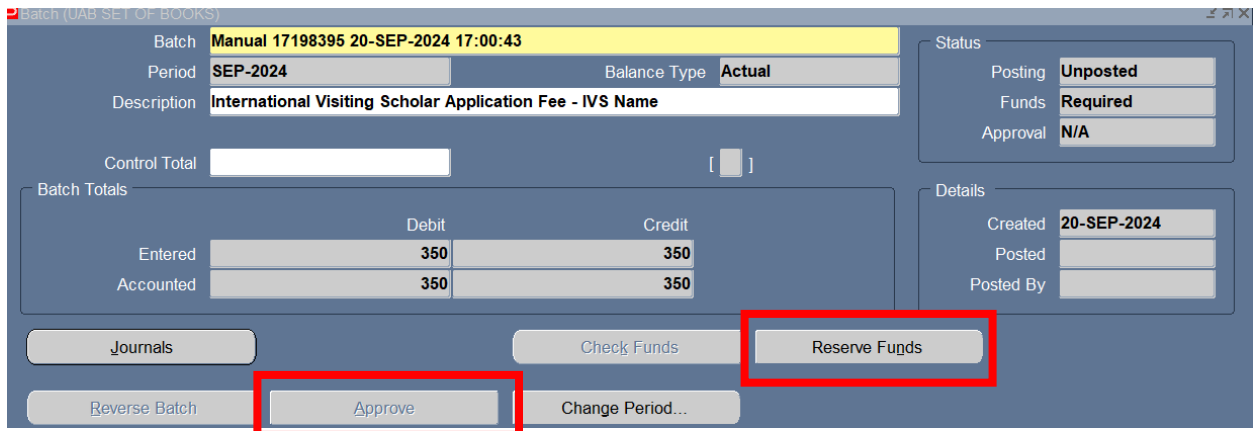 Batch (UAB SET OF BOOKS)
Batch Manual 17198395 20-SEP-2024 17:00:43
Period SEP-2024 Balance Type Actual
Description International Visiting Scholar Application Fee - IVS Name
Control Total [ ]
Status
Posting Unposted
Funds Required
Approval N/A
Batch Totals
Debit Credit
Entered 350 350
Accounted 350 350
Details
Created 20-SEP-2024
Posted
Posted By
Journals Check Funds Reserve Funds
Reverse Batch Approve Change Period...